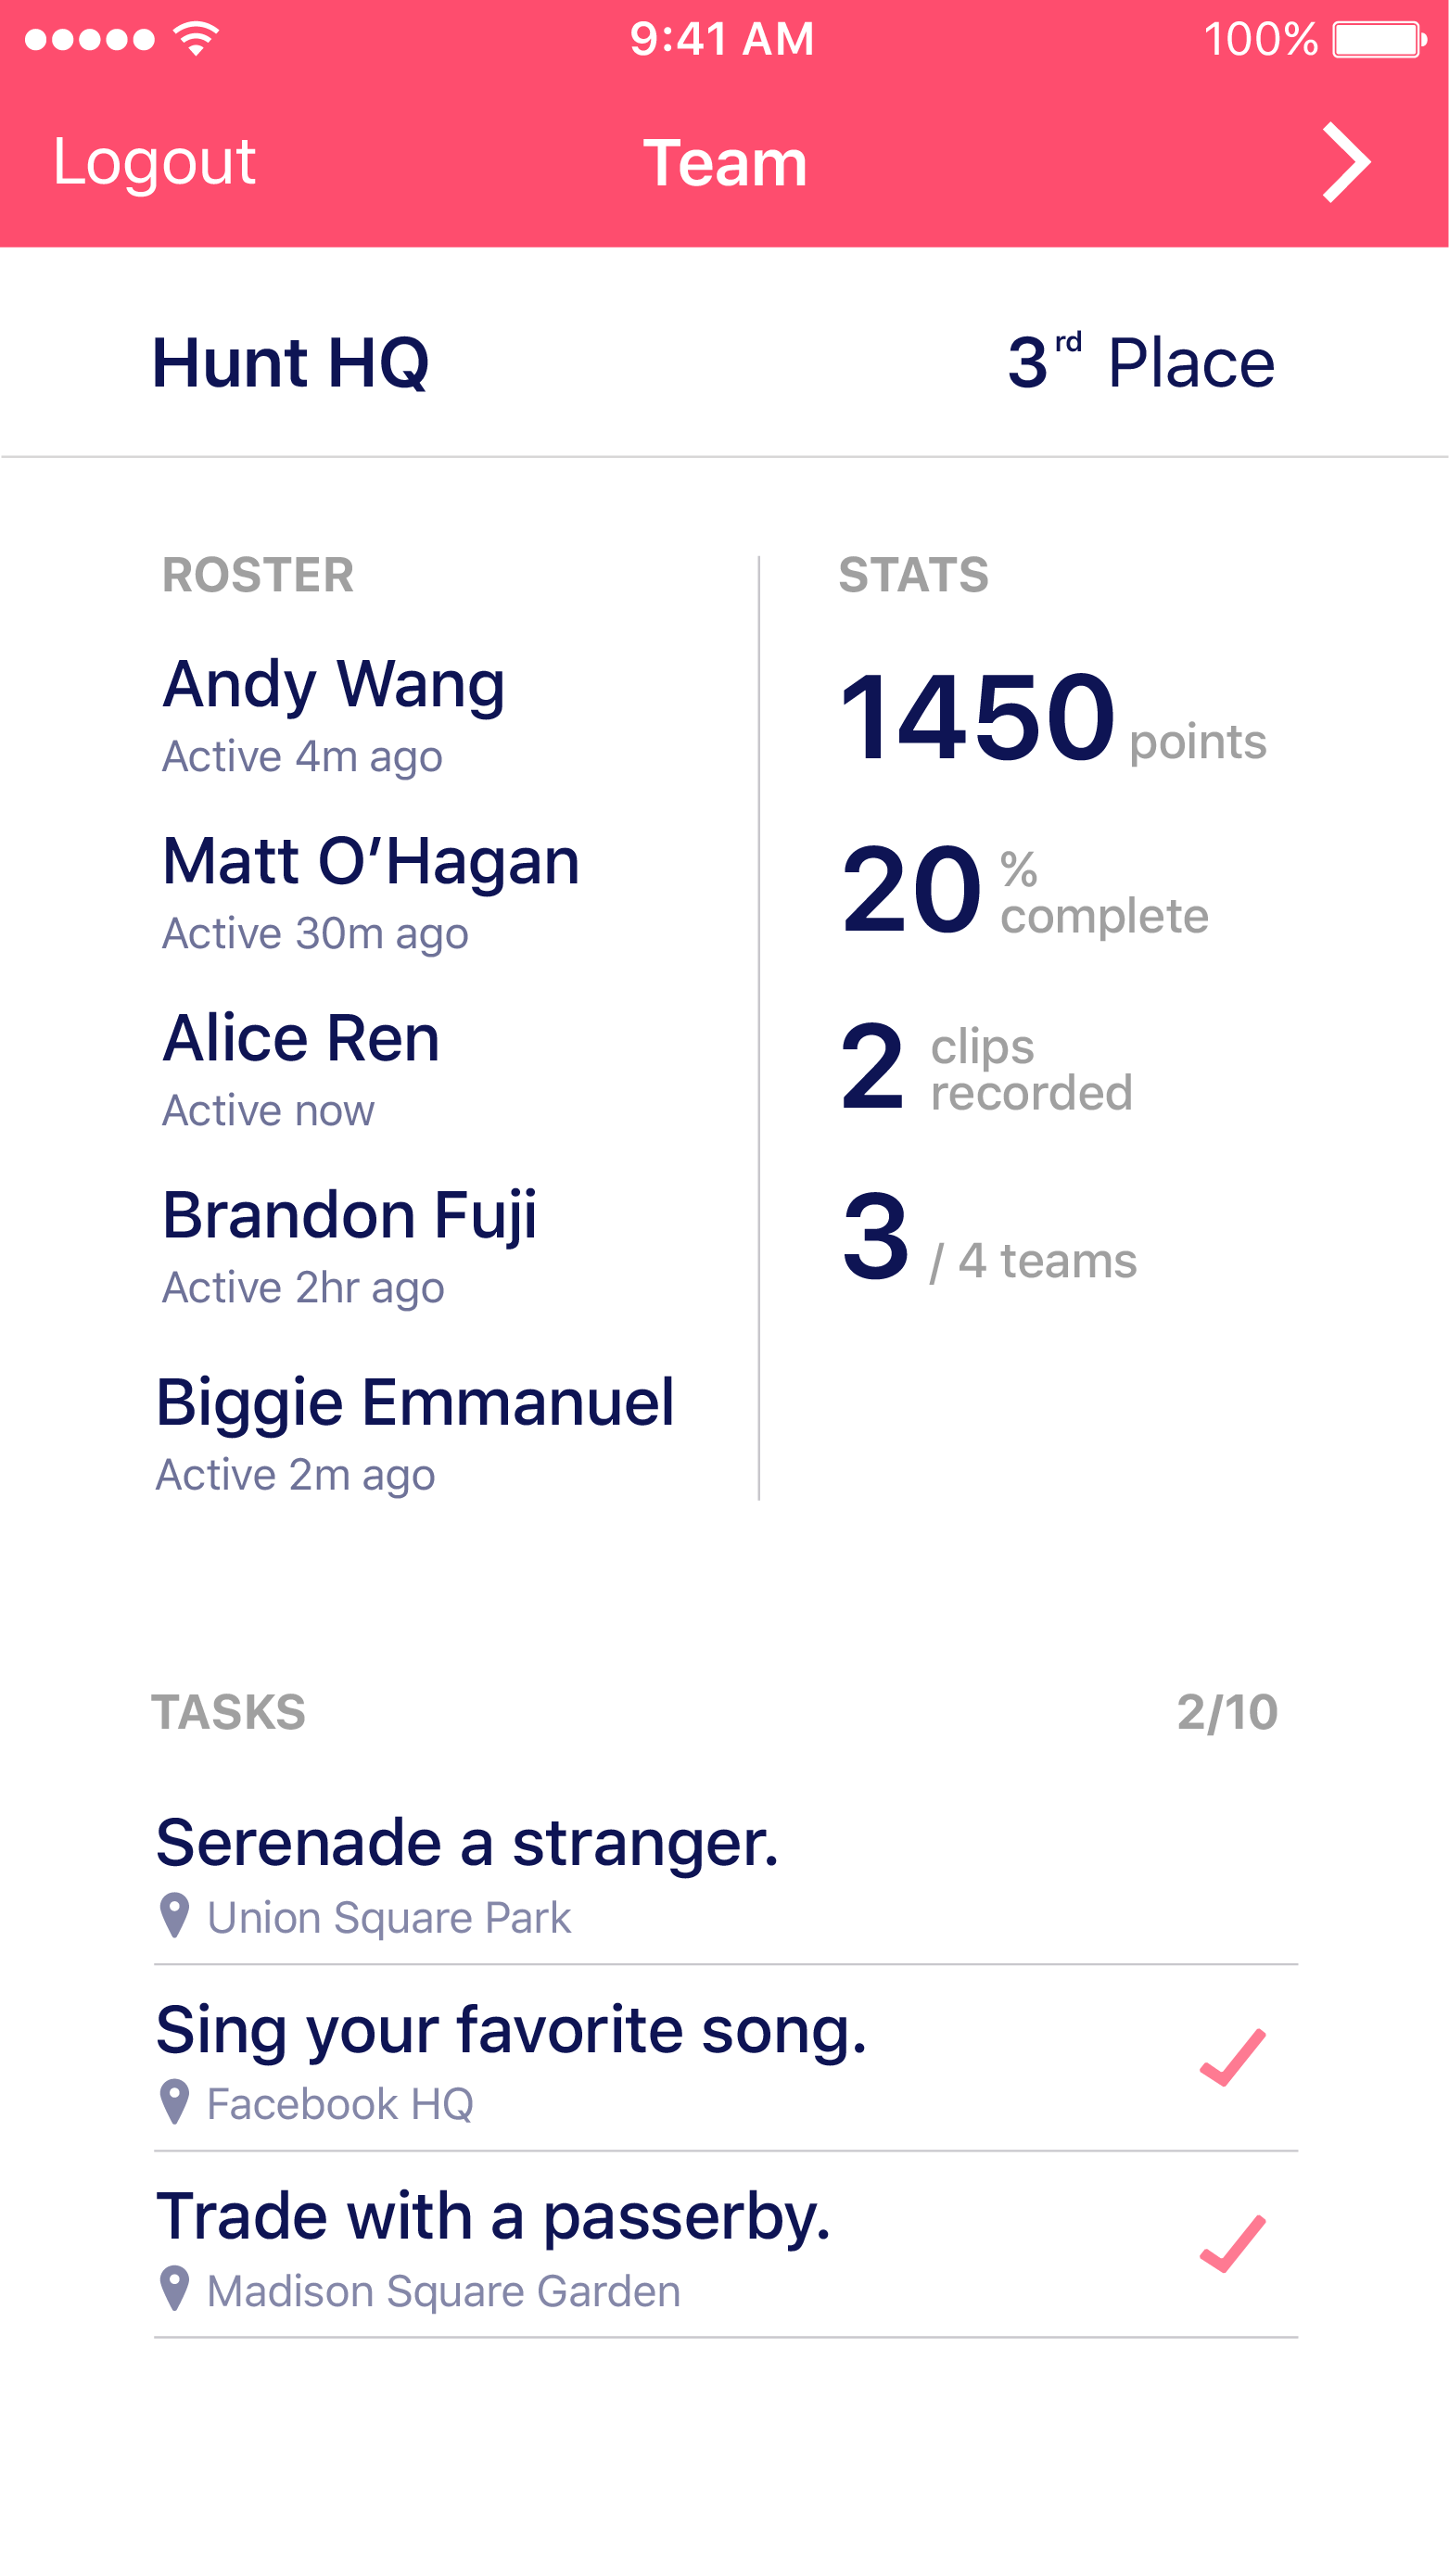 9:41 AM
100%
Logout
Team
Hunt HQ
3rd Place
ROSTER
Andy Wang
Active 4m ago
Matt O’Hagan
Active 30m ago
Alice Ren
Active now
Brandon Fuji
Active 2hr ago
Biggie Emmanuel
Active 2m ago
STATS
1450 points
20 %
complete
2 clips
recorded
3 / 4 teams
TASKS
2/10
Serenade a stranger.
Union Square Park
Sing your favorite song.
Facebook HQ
Trade with a passerby.
Madison Square Garden